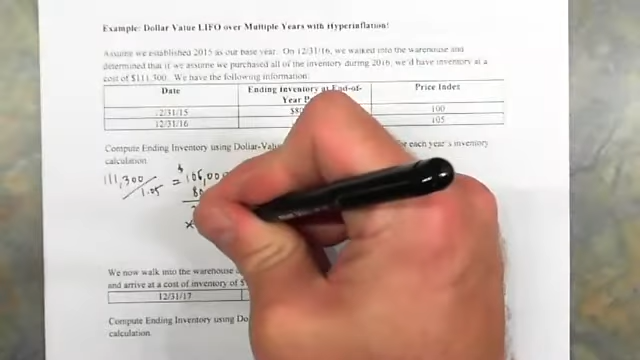 Example: Dollar Value LIFO over Multiple Years with Hyperinflation!
Assume we established 2015 as our base year. On 12/31/16, we walked into the warehouse and
determined that if we assume we purchased all of the inventory during 2016, we'd have inventory at a
cost of $111,300. We have the following information:
Date Ending Inventory at End-of- Price Index
Year
12/31/15 $80 100
12/31/16 105
Compute Ending Inventory using Dollar-Value for each year's inventory
calculation.
111,300 / 1.05 = $106,00
80
×
We now walk into the warehouse
and arrive at a cost of inventory of $
12/31/17
Compute Ending Inventory using
calculation.